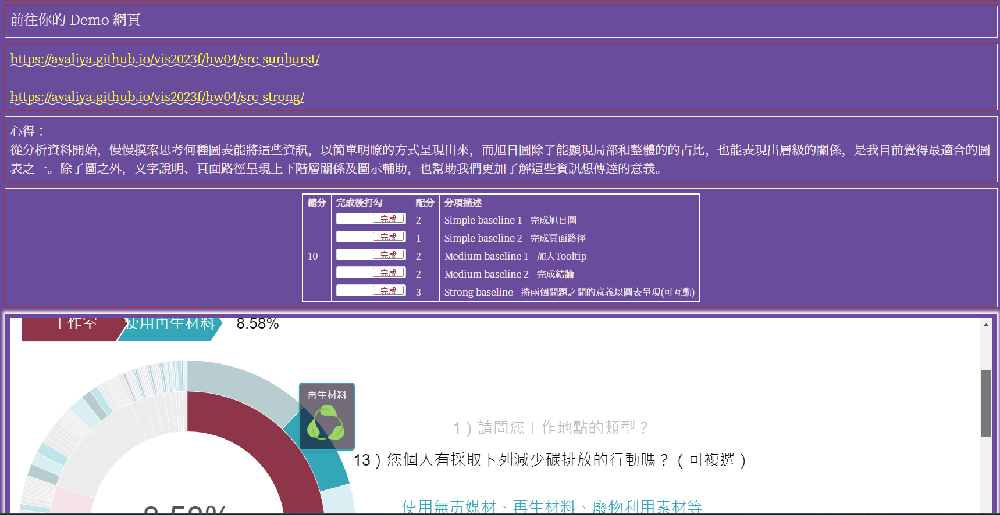 前往你的 Demo 網頁
https://avaliya.github.io/vis2023f/hw04/src-sunburst/
https://avaliya.github.io/vis2023f/hw04/src-strong/
心得：
從分析資料開始，慢慢摸索思考何種圖表能將這些資訊，以簡單明瞭的方式呈現出來，而旭日圖除了能顯現局部和整體的的占比，也能表現出層級的關係，是我目前覺得最適合的圖
表之一。除了圖之外，文字說明、頁面路徑呈現上下階層關係及圖示輔助，也幫助我們更加了解這些資訊想傳達的意義。
總分 完成後打勾 配分 分項描述
完成 2 Simple baseline 1 - 完成旭日圖
完成 1 Simple baseline 2 - 完成頁面路徑
10 完成 2 Medium baseline 1 - 加入Tooltip
完成 2 Medium baseline 2 - 完成結論
完成 3 Strong baseline - 將兩個問題之間的意義以圖表呈現(可互動)
工作室 使用再生材料 8.58%
再生材料
1）請問您工作地點的類型？
13）您個人有採取下列減少碳排放的行動嗎？（可複選）
使用無毒媒材、再生材料、廢物利用素材等
8.58%